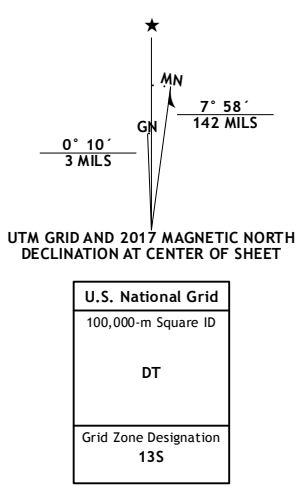 ★
MN
GN
7° 58´
142 MILS
0° 10´
3 MILS
UTM GRID AND 2017 MAGNETIC NORTH
DECLINATION AT CENTER OF SHEET
U.S. National Grid
100,000-m Square ID
DT
Grid Zone Designation
13S